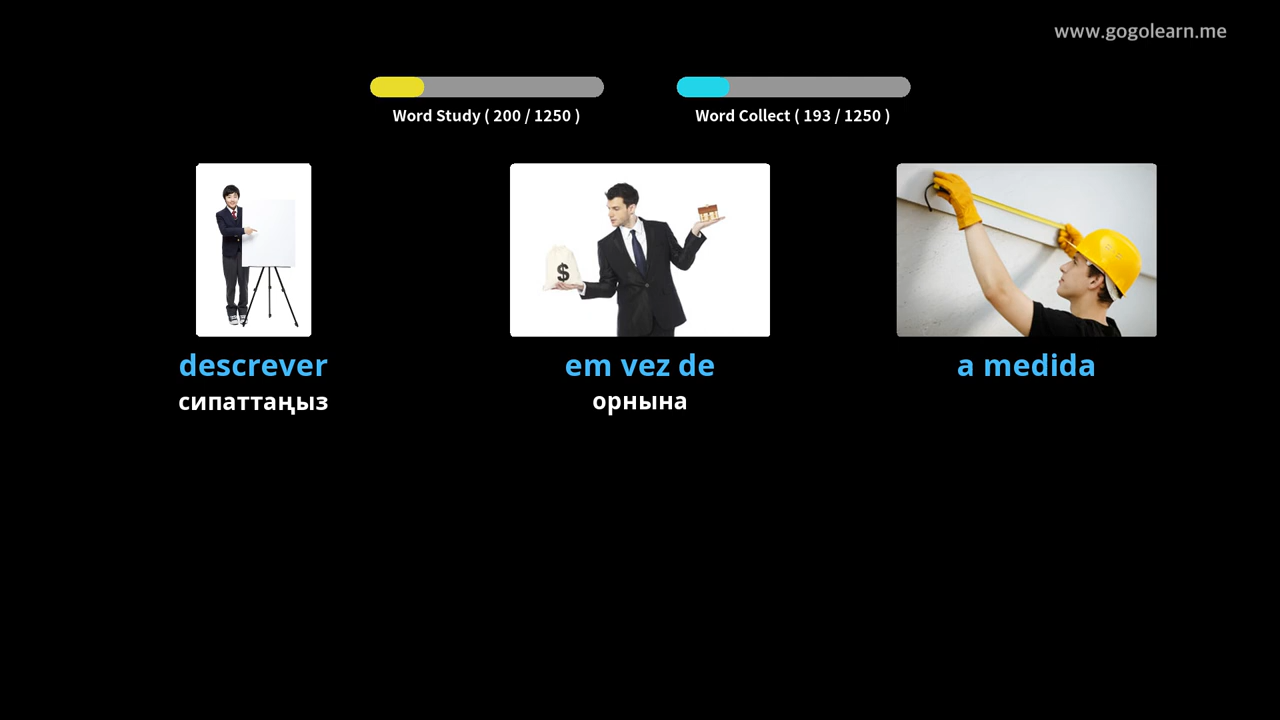 www.gogolearn.me
Word Study ( 200 / 1250 )
Word Collect ( 193 / 1250 )
$
descrever
em vez de
a medida
сипаттаңыз
орнына